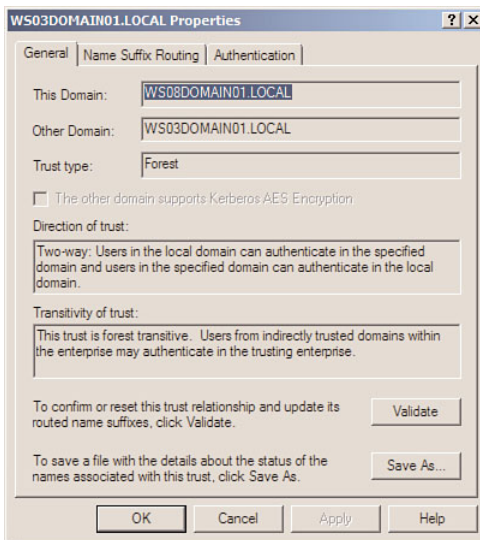 WS03DOMAIN01.LOCAL Properties
General
Name Suffix Routing
Authentication
This Domain:
WS08DOMAIN01.LOCAL
Other Domain:
WS03DOMAIN01.LOCAL
Trust type:
Forest
The other domain supports Kerberos AES Encryption
Direction of trust:
Two-way: Users in the local domain can authenticate in the specified
domain and users in the specified domain can authenticate in the local
domain.
Transitivity of trust:
This trust is forest transitive. Users from indirectly trusted domains within
the enterprise may authenticate in the trusting enterprise.
To confirm or reset this trust relationship and update its
routed name suffixes, click Validate.
Validate
To save a file with the details about the status of the
names associated with this trust, click Save As.
Save As...
OK
Cancel
Apply
Help